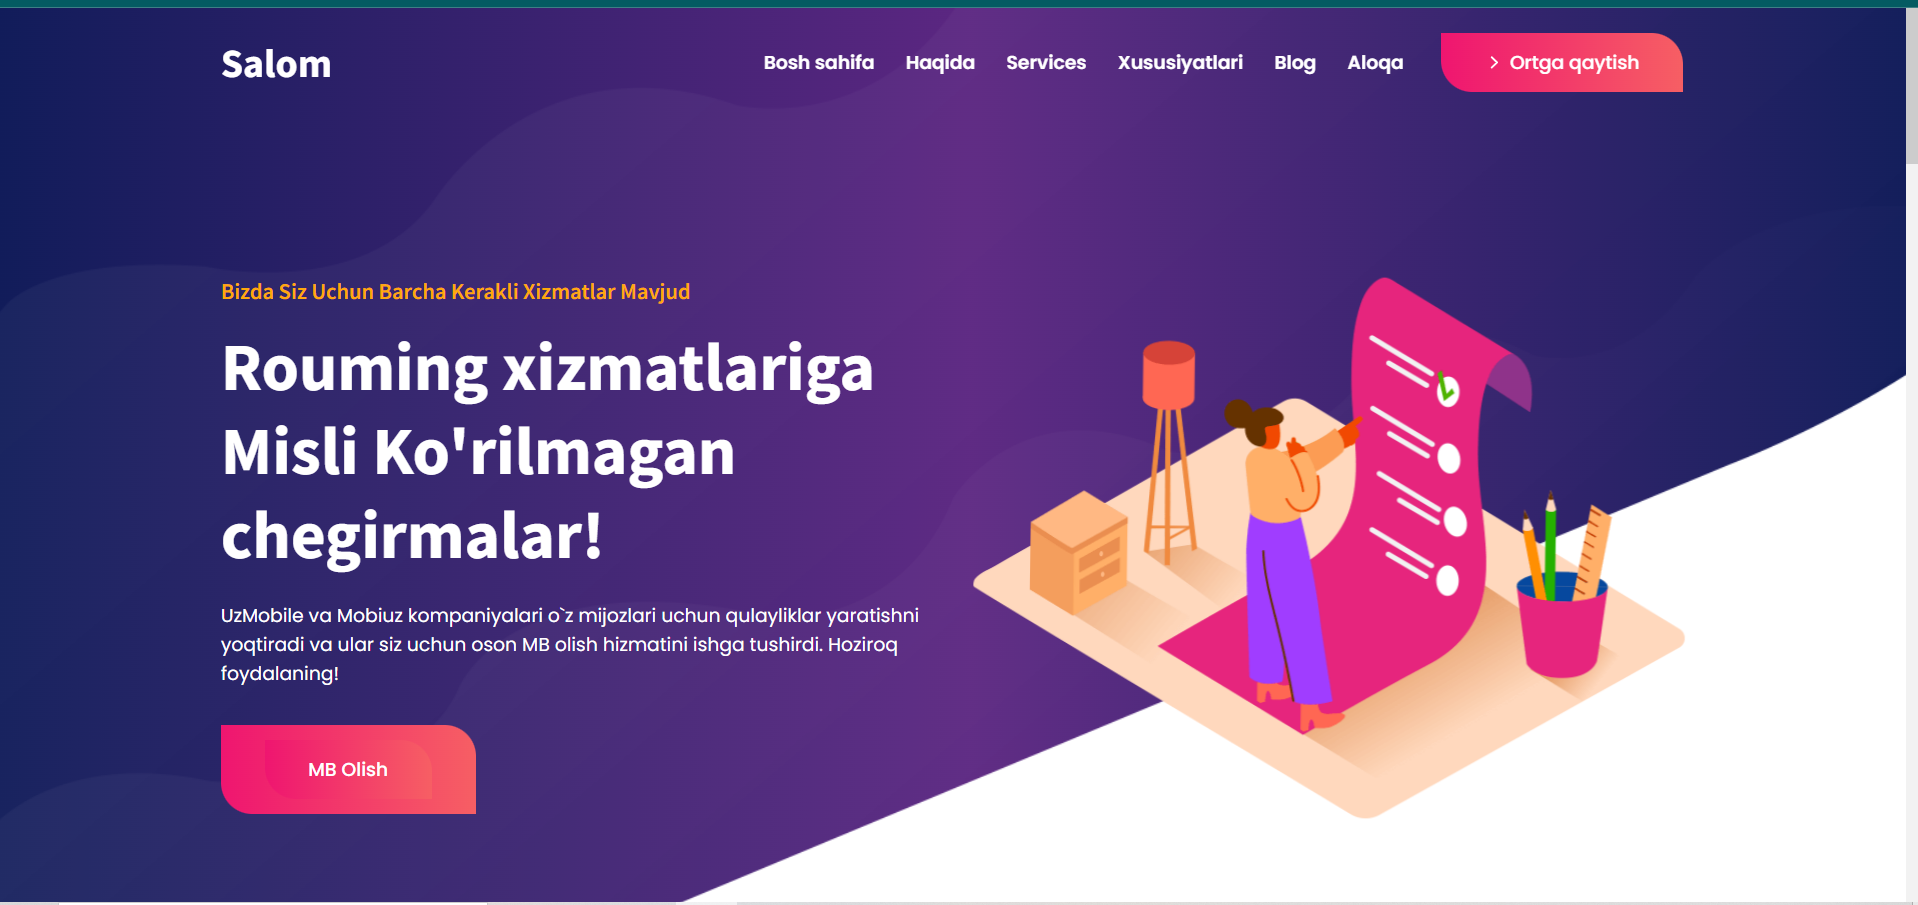 Salom
Bosh sahifa
Haqida
Services
Xususiyatlari
Blog
Aloqa
Ortga qaytish
Bizda Siz Uchun Barcha Kerakli Xizmatlar Mavjud
Rouming xizmatlariga
Misli Ko'rilmagan
chegirmalar!
UzMobile va Mobiuz kompaniyalari o`z mijozlari uchun qulayliklar yaratishni
yoqtiradi va ular siz uchun oson MB olish hizmatini ishga tushirdi. Hoziroq
foydalaning!
MB Olish